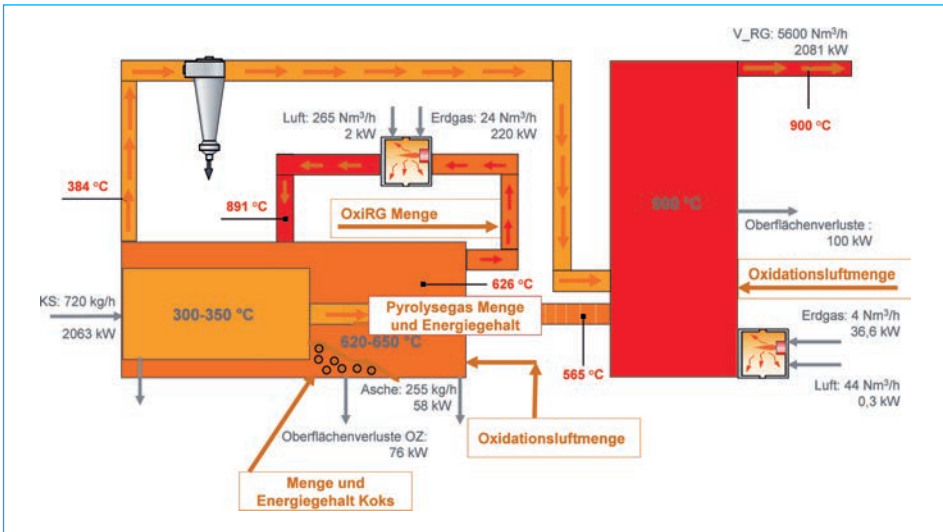 V_RG: 5600 Nm³/h
2081 kW
900 °C
Luft: 265 Nm³/h
2 kW
Erdgas: 24 Nm³/h
220 kW
384 °C
891 °C
OxiRG Menge
900 °C
Oberflächenverluste :
100 kW
Oxidationsluftmenge
626 °C
KS: 720 kg/h
2063 kW
300-350 °C
Pyrolysegas Menge
und Energiegehalt
620-650 °C
565 °C
Erdgas: 4 Nm³/h
36,6 kW
Luft: 44 Nm³/h
0,3 kW
Asche: 255 kg/h
58 kW
Oberflächenverluste OZ:
76 kW
Oxidationsluftmenge
Menge und
Energiegehalt Koks